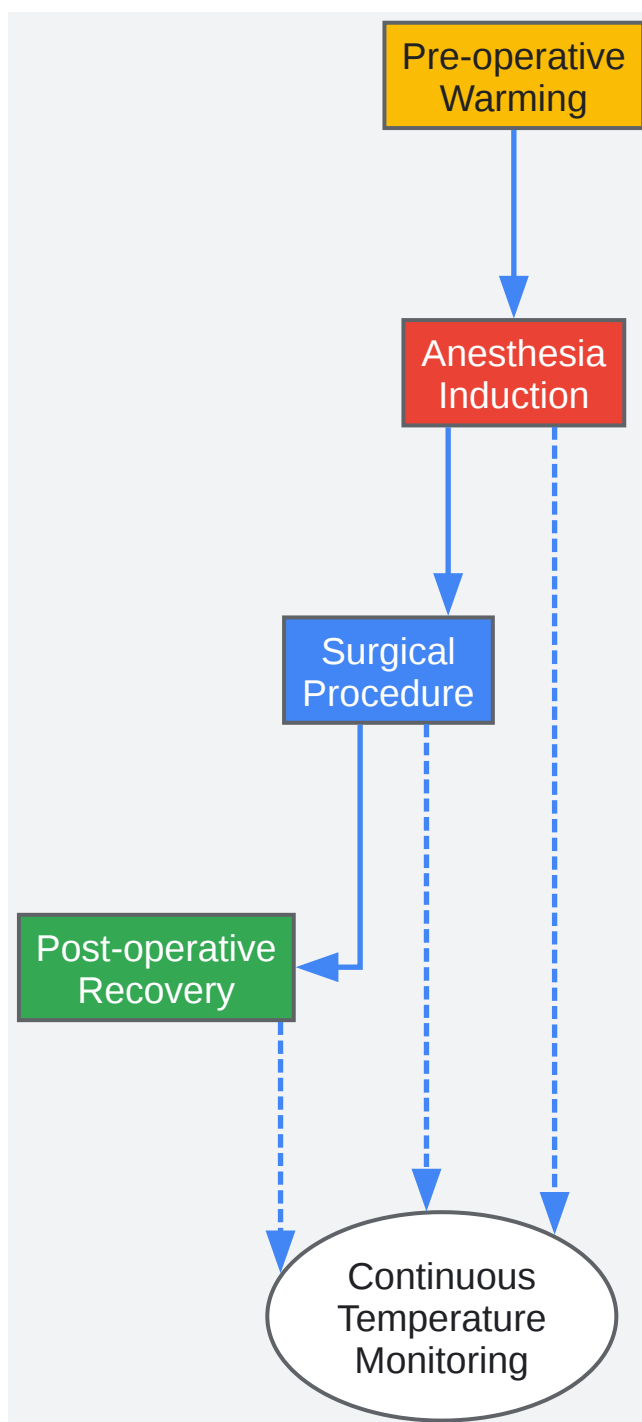 Pre-operative
Warming
Anesthesia
Induction
Surgical
Procedure
Post-operative
Recovery
Continuous
Temperature
Monitoring